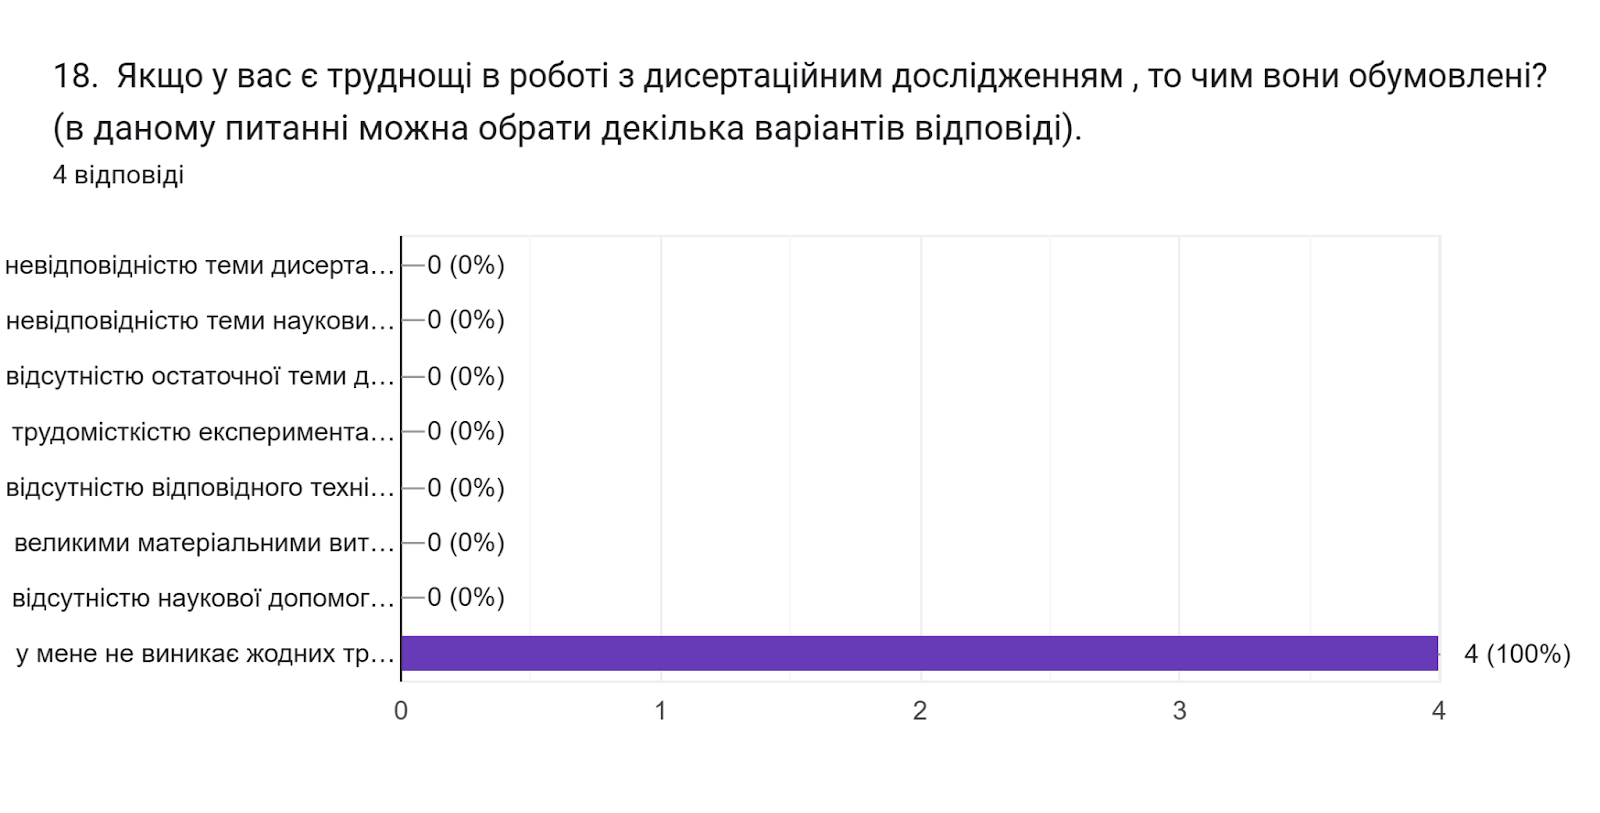 18. Якщо у вас є труднощі в роботі з дисертаційним дослідженням , то чим вони обумовлені?
(в даному питанні можна обрати декілька варіантів відповіді).
4 відповіді
невідповідністю теми дисерта… 0 (0%)
невідповідністю теми наукови… 0 (0%)
відсутністю остаточної теми д… 0 (0%)
трудомісткістю експеримента… 0 (0%)
відсутністю відповідного техні… 0 (0%)
великими матеріальними вит… 0 (0%)
відсутністю наукової допомог… 0 (0%)
у мене не виникає жодних тр… 4 (100%)
0 1 2 3 4